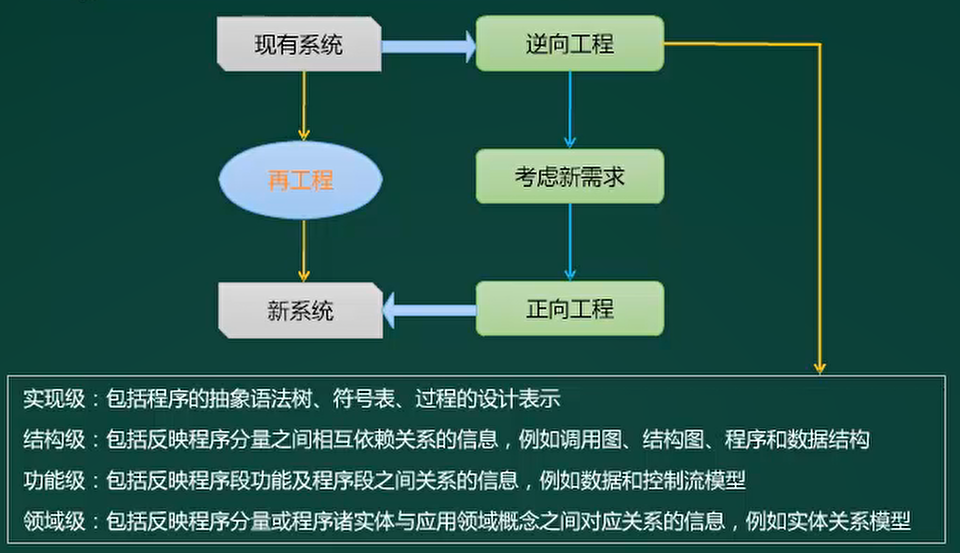 现有系统
逆向工程
再工程
考虑新需求
新系统
正向工程
实现级：包括程序的抽象语法树、符号表、过程的设计表示
结构级：包括反映程序分量之间相互依赖关系的信息，例如调用图、结构图、程序和数据结构
功能级：包括反映程序段功能及程序段之间关系的信息，例如数据和控制流模型
领域级：包括反映程序分量或程序诸实体与应用领域概念之间对应关系的信息，例如实体关系模型